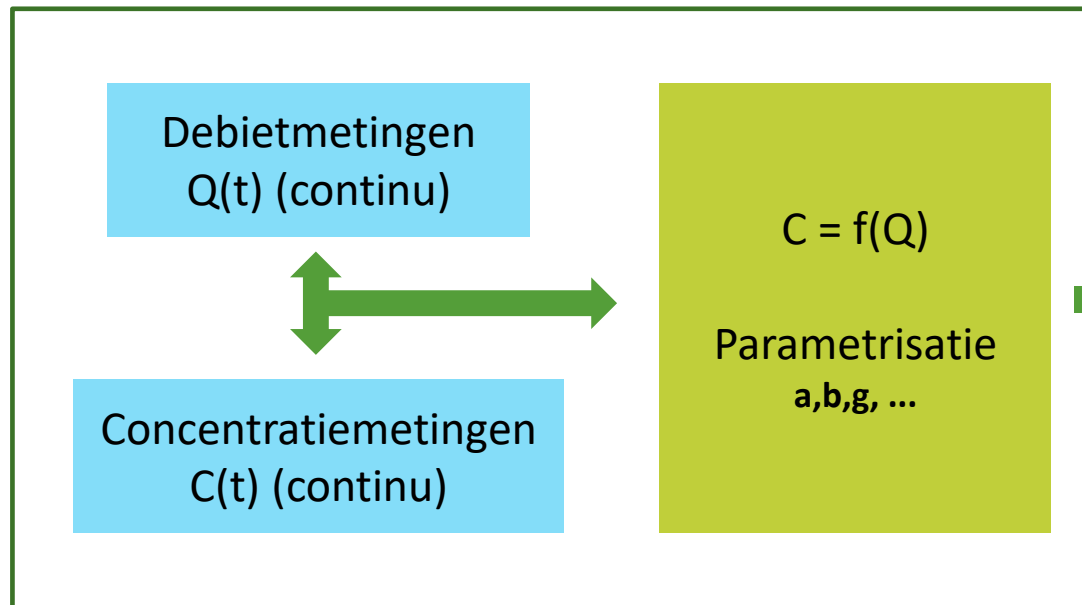 Debietmetingen
Q(t) (continu)
Concentratiemetingen
C(t) (continu)
C = f(Q)
Parametrisatie
a,b,g, ...